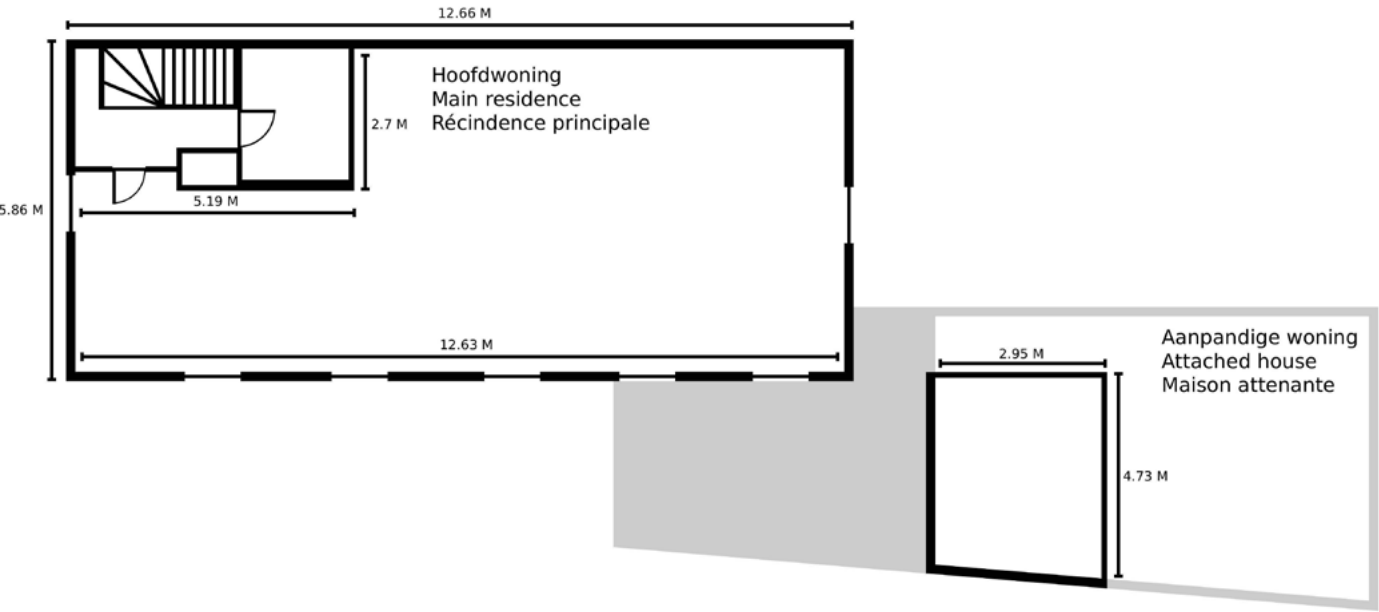 12.66 M
Hoofdwoning
Main residence
Récindence principale
2.7 M
5.19 M
5.86 M
12.63 M
Aanpandige woning
Attached house
Maison attenante
2.95 M
4.73 M